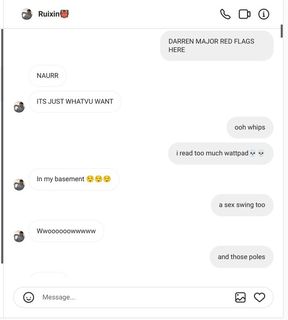 Ruixin👹
DARREN MAJOR RED FLAGS
HERE
NAURR
ITS JUST WHATVU WANT
ooh whips
i read too much wattpad💀💀
In my basement 😌😌😌
a sex swing too
Wwoooooowwwww
and those poles
Message...